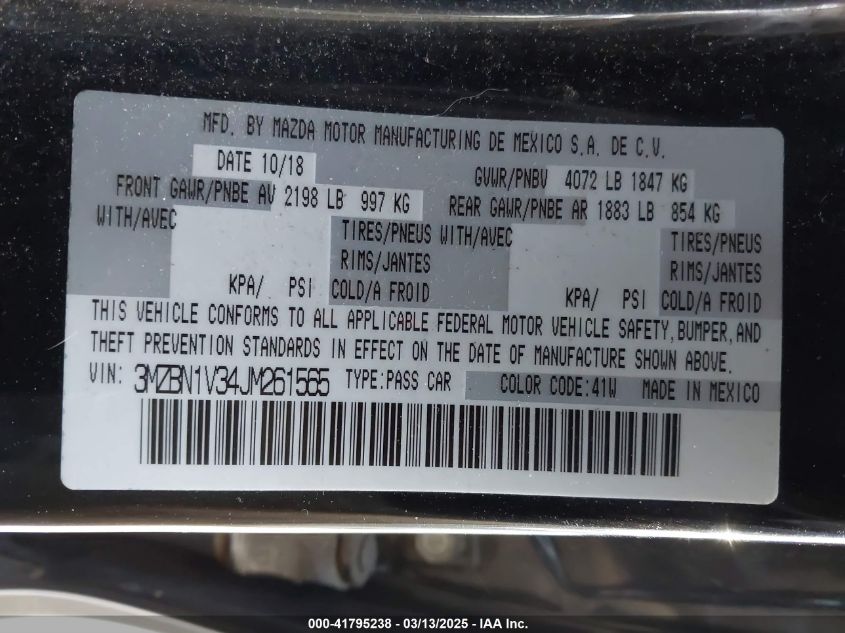 MFD. BY MAZDA MOTOR MANUFACTURING DE MEXICO S.A. DE C.V.
DATE 10/18 GVWR/PNBV 4072 LB 1847 KG
FRONT GAWR/PNBE AV 2198 LB 997 KG REAR GAWR/PNBE AR 1883 LB 854 KG
WITH/AVEC TIRES/PNEUS WITH/AVEC TIRES/PNEUS
RIMS/JANTES RIMS/JANTES
KPA/ PSI COLD/A FROID KPA/ PSI COLD/A FROID
THIS VEHICLE CONFORMS TO ALL APPLICABLE FEDERAL MOTOR VEHICLE SAFETY, BUMPER, AND
THEFT PREVENTION STANDARDS IN EFFECT ON THE DATE OF MANUFACTURE SHOWN ABOVE.
VIN: 3MZBN1V34JM261565 TYPE: PASS CAR COLOR CODE: 41W MADE IN MEXICO
000-41795238 - 03/13/2025 - IAA Inc.